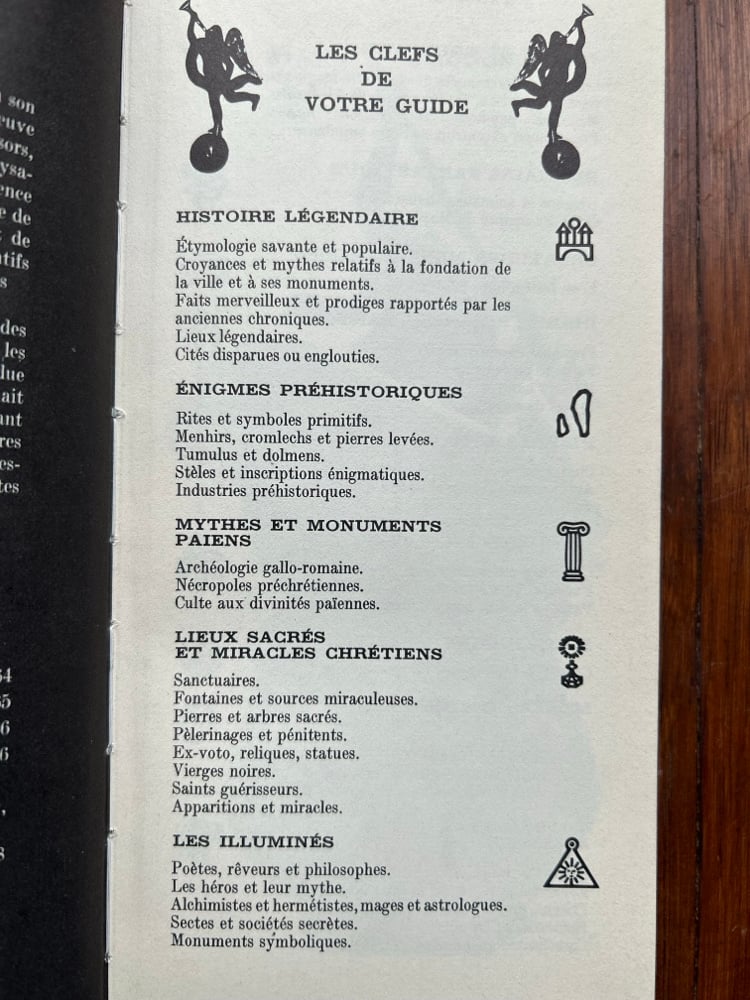 son
LES CLEFS
DE
VOTRE GUIDE
HISTOIRE LÉGENDAIRE
Étymologie savante et populaire.
Croyances et mythes relatifs à la fondation de
la ville et à ses monuments.
Faits merveilleux et prodiges rapportés par les
anciennes chroniques.
Lieux légendaires.
Cités disparues ou englouties.
ÉNIGMES PRÉHISTORIQUES
Rites et symboles primitifs.
Menhirs, cromlechs et pierres levées.
Tumulus et dolmens.
Stèles et inscriptions énigmatiques.
Industries préhistoriques.
MYTHES ET MONUMENTS
PAIENS
Archéologie gallo-romaine.
Nécropoles préchrétiennes.
Culte aux divinités païennes.
LIEUX SACRÉS
ET MIRACLES CHRÉTIENS
Sanctuaires.
Fontaines et sources miraculeuses.
Pierres et arbres sacrés.
Pèlerinages et pénitents.
Ex-voto, reliques, statues.
Vierges noires.
Saints guérisseurs.
Apparitions et miracles.
LES ILLUMINÉS
Poètes, rêveurs et philosophes.
Les héros et leur mythe.
Alchimistes et hermétistes, mages et astrologues.
Sectes et sociétés secrètes.
Monuments symboliques.